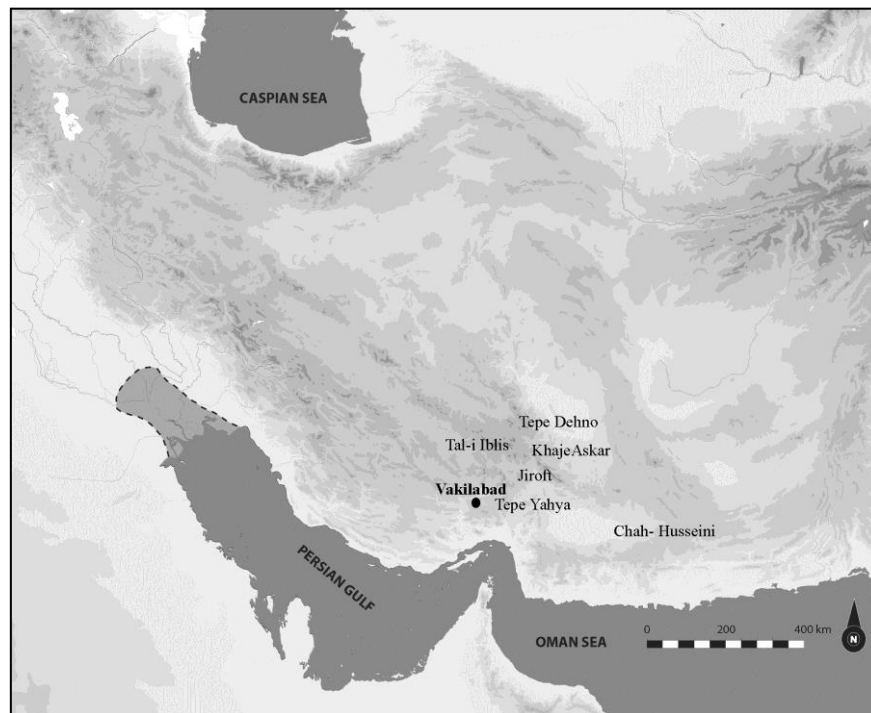 CASPIAN SEA
Tepe Dehno
Tal-i Iblis
KhajeAskar
Jiroft
Vakilabad
Tepe Yahya
Chah- Husseini
PERSIAN GULF
OMAN SEA
0 200 400 km
N